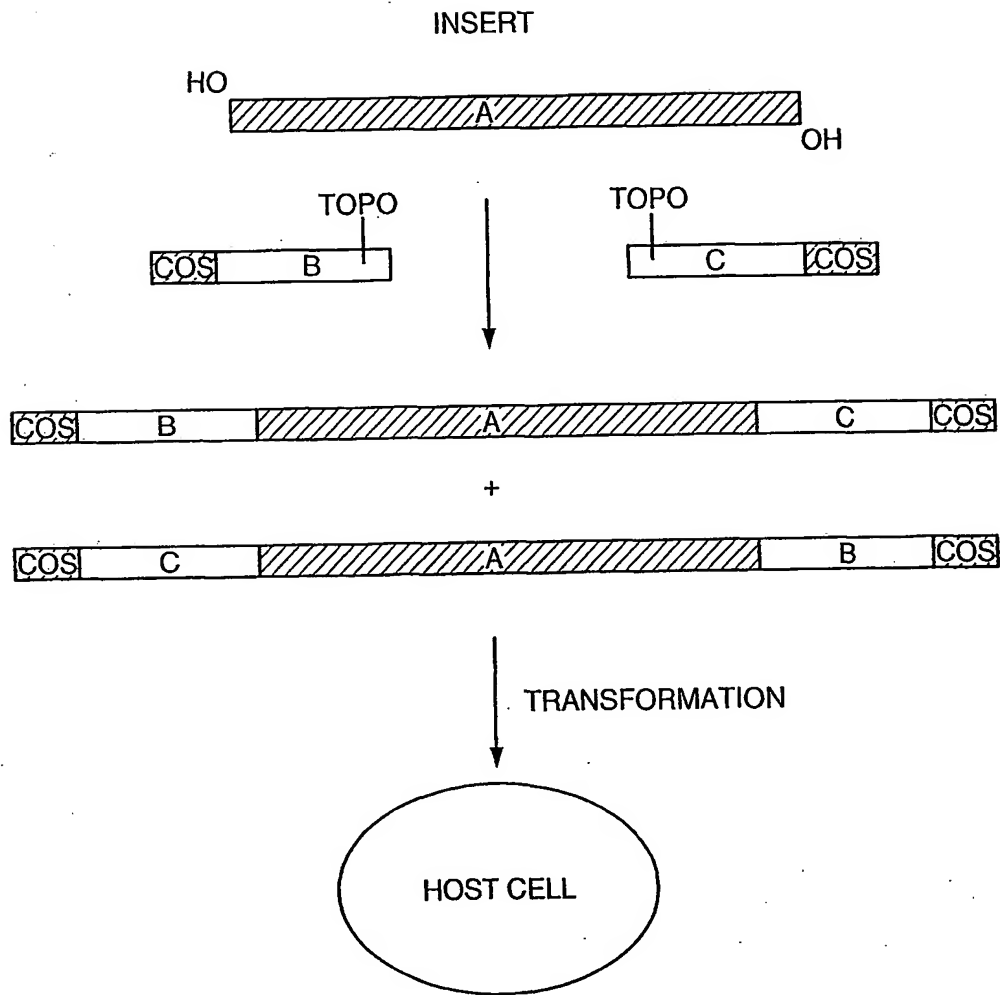 INSERT
HO
A
OH
TOPO
TOPO
COS B
C COS
COS B A C COS
+
COS C A B COS
TRANSFORMATION
HOST CELL